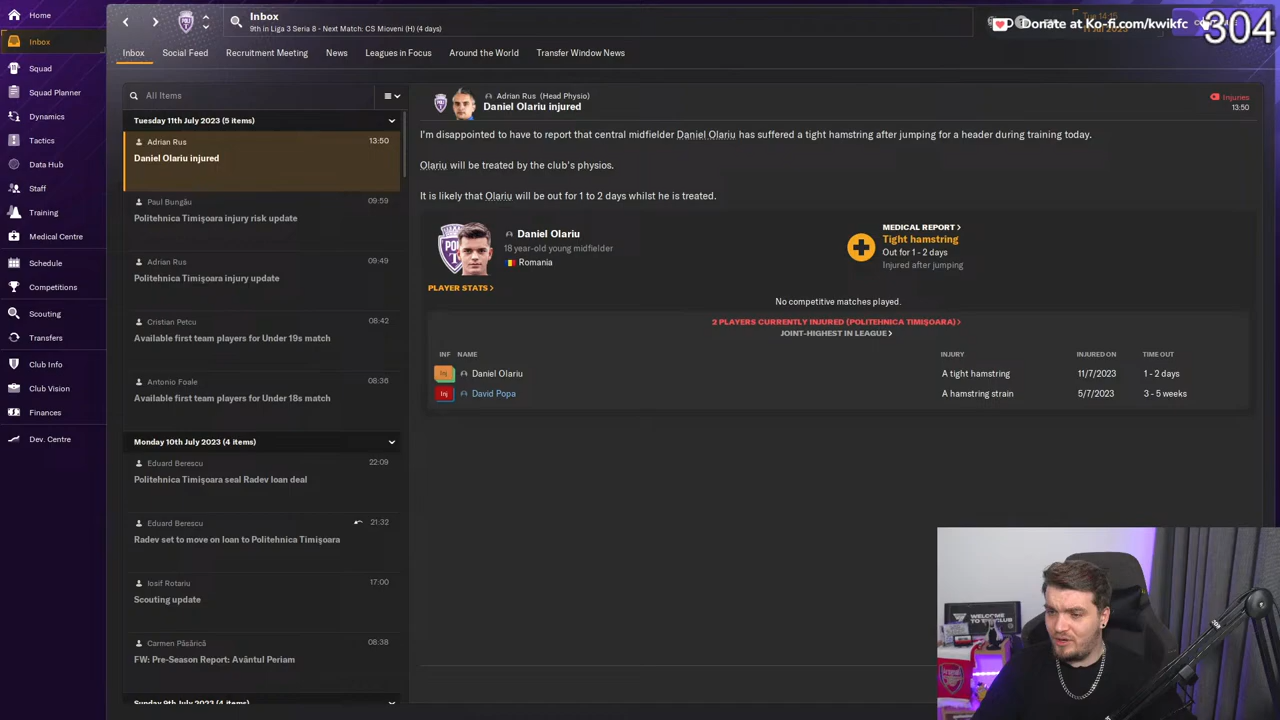 Home
Inbox
Squad
Squad Planner
Dynamics
Tactics
Data Hub
Staff
Training
Medical Centre
Schedule
Competitions
Scouting
Transfers
Club Info
Club Vision
Finances
Dev. Centre
Inbox
9th in Liga 3 Seria 8 - Next Match: CS Mioveni (H) (4 days)
Donate at Ko-fi.com/kwikfc
304
Inbox
Social Feed
Recruitment Meeting
News
Leagues in Focus
Around the World
Transfer Window News
All Items
Tuesday 11th July 2023 (5 items)
Adrian Rus 13:50
Daniel Olariu injured
Paul Bungău 09:59
Politehnica Timişoara injury risk update
Adrian Rus 09:49
Politehnica Timişoara injury update
Cristian Petcu 08:42
Available first team players for Under 19s match
Antonio Foale 08:36
Available first team players for Under 18s match
Monday 10th July 2023 (4 items)
Eduard Berescu 22:09
Politehnica Timişoara seal Radev loan deal
Eduard Berescu 21:32
Radev set to move on loan to Politehnica Timişoara
Iosif Rotariu 17:00
Scouting update
Carmen Păsărică 08:38
FW: Pre-Season Report: Avântul Periam
Sunday 9th July 2023 (4 items)
Adrian Rus (Head Physio)
Daniel Olariu injured
Injuries
13:50
I'm disappointed to have to report that central midfielder Daniel Olariu has suffered a tight hamstring after jumping for a header during training today.
Olariu will be treated by the club's physios.
It is likely that Olariu will be out for 1 to 2 days whilst he is treated.
POLI
Daniel Olariu
18 year-old young midfielder
Romania
PLAYER STATS >
MEDICAL REPORT >
Tight hamstring
Out for 1 - 2 days
Injured after jumping
No competitive matches played.
2 PLAYERS CURRENTLY INJURED (POLITEHNICA TIMIŞOARA) >
JOINT-HIGHEST IN LEAGUE >
INF NAME INJURY INJURED ON TIME OUT
Inj Daniel Olariu A tight hamstring 11/7/2023 1 - 2 days
Inj David Popa A hamstring strain 5/7/2023 3 - 5 weeks
WELCOME